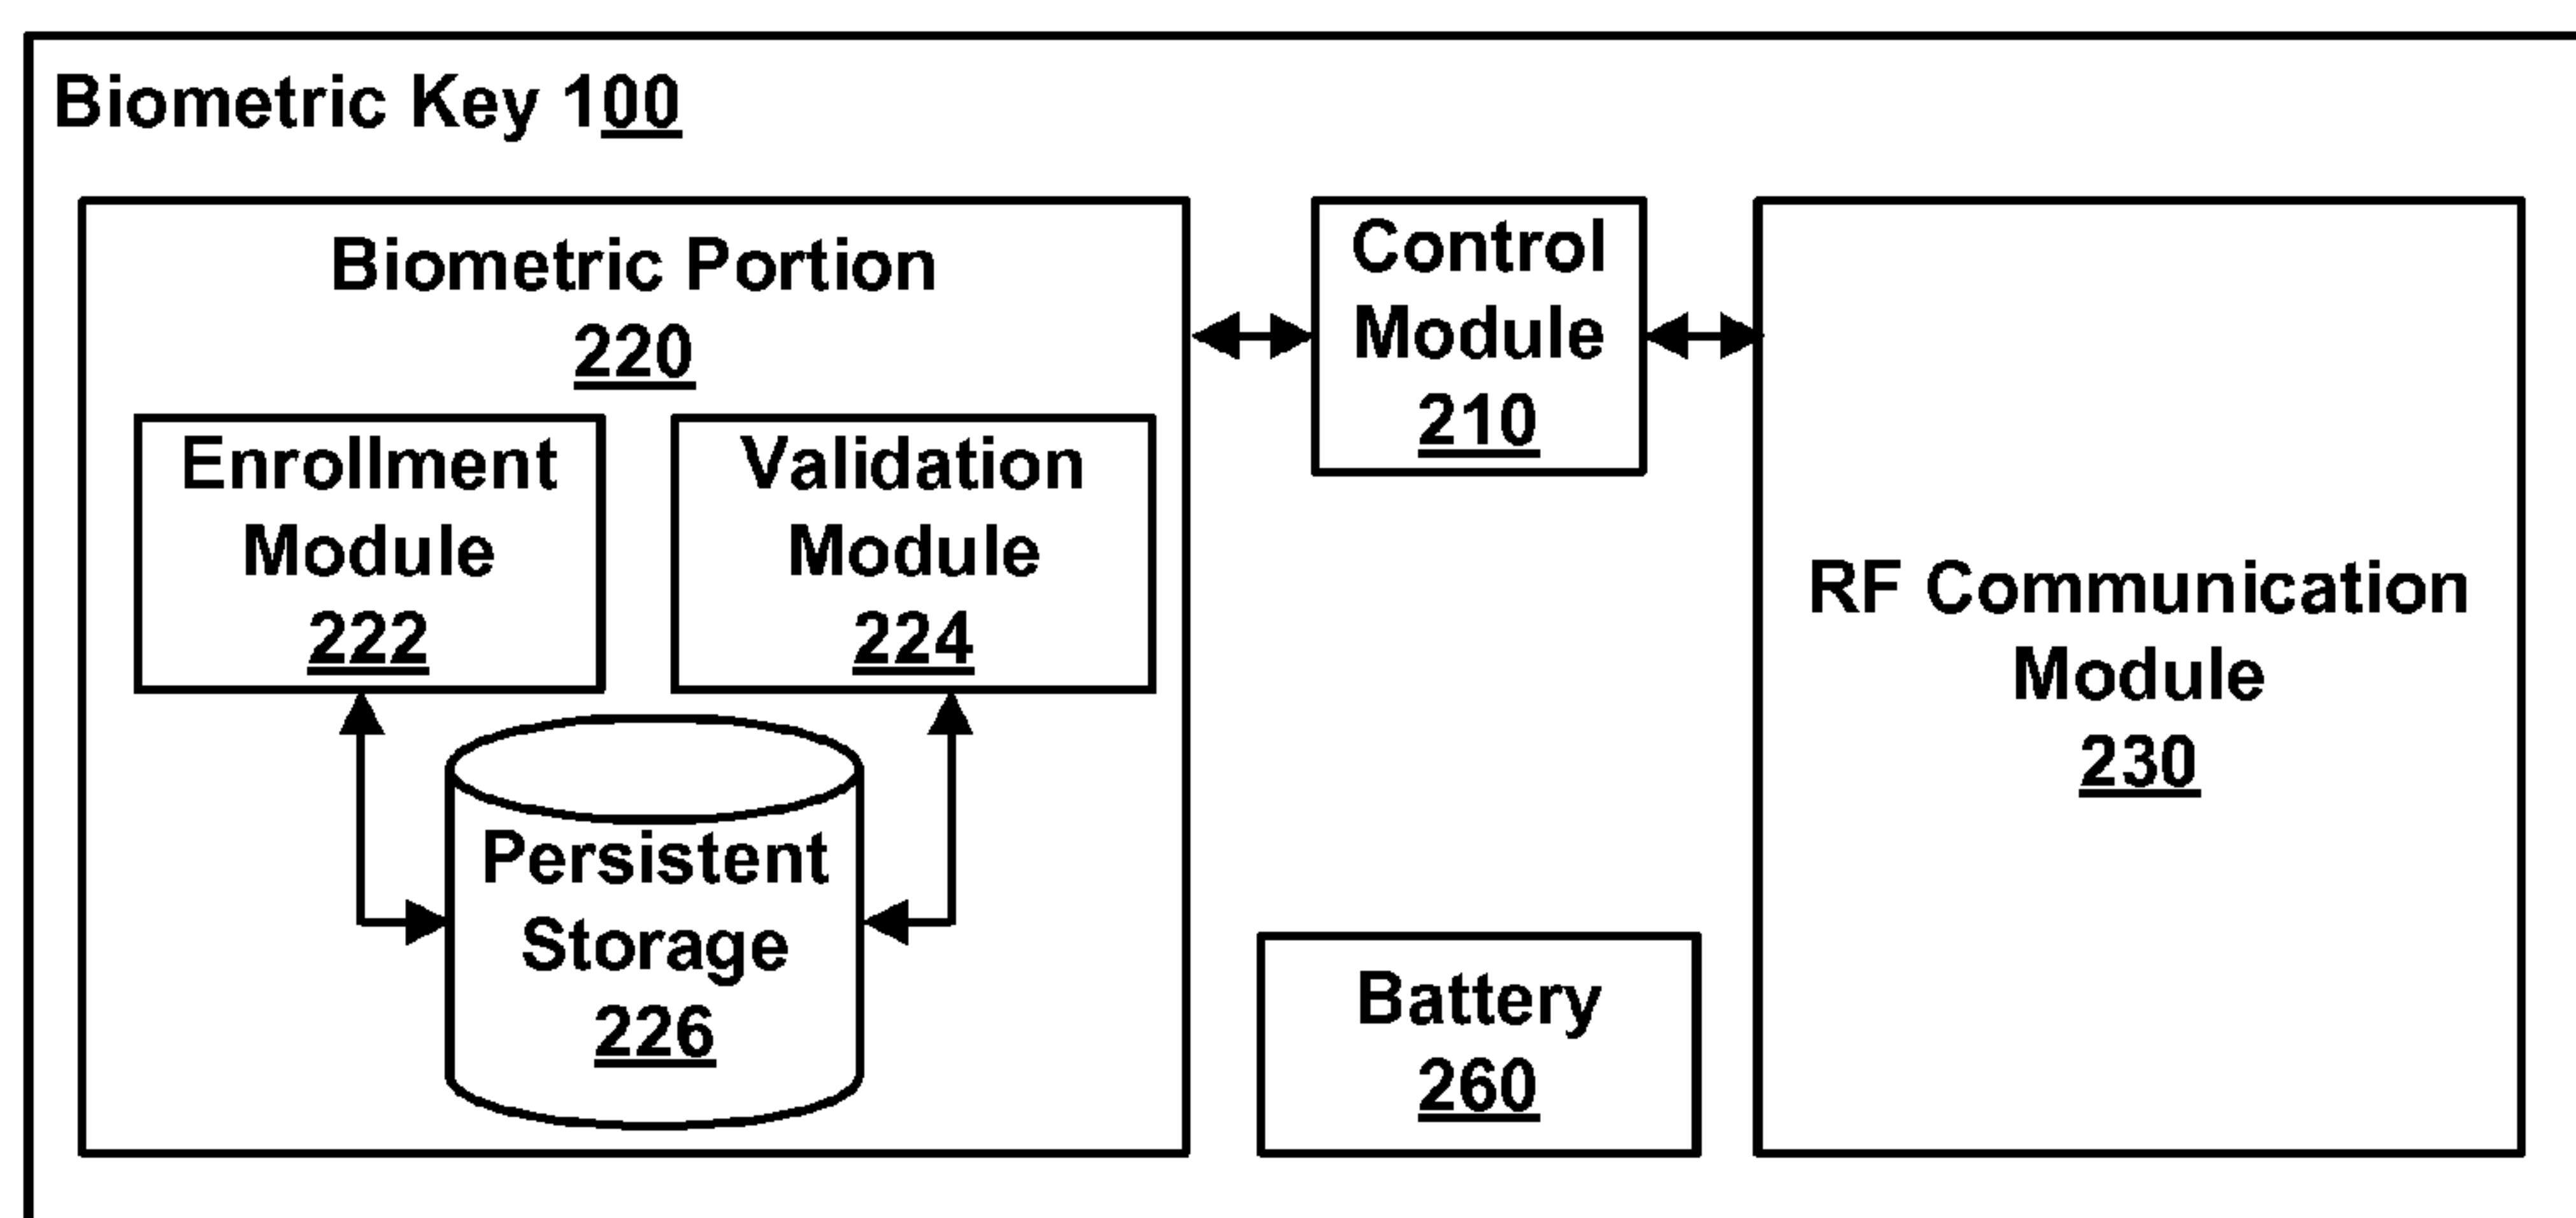 Biometric Key 100
Biometric Portion
220
Enrollment
Module
222
Validation
Module
224
Persistent
Storage
226
Control
Module
210
Battery
260
RF Communication
Module
230